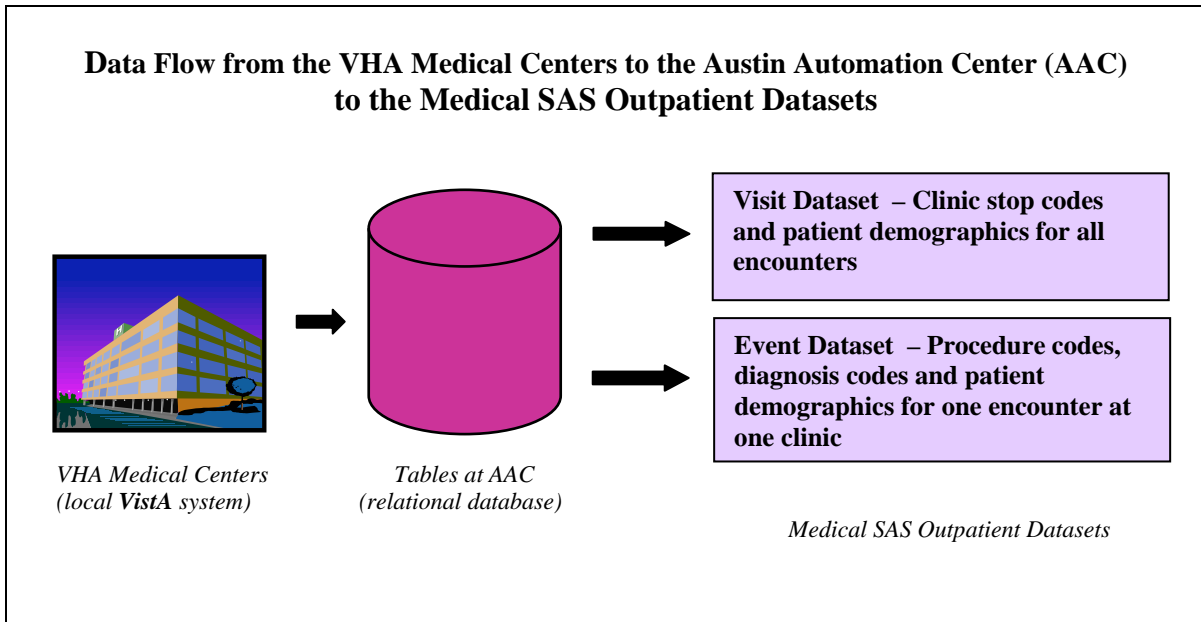 Data Flow from the VHA Medical Centers to the Austin Automation Center (AAC)
to the Medical SAS Outpatient Datasets
VHA Medical Centers
(local VistA system)
Tables at AAC
(relational database)
Visit Dataset – Clinic stop codes
and patient demographics for all
encounters
Event Dataset – Procedure codes,
diagnosis codes and patient
demographics for one encounter at
one clinic
Medical SAS Outpatient Datasets